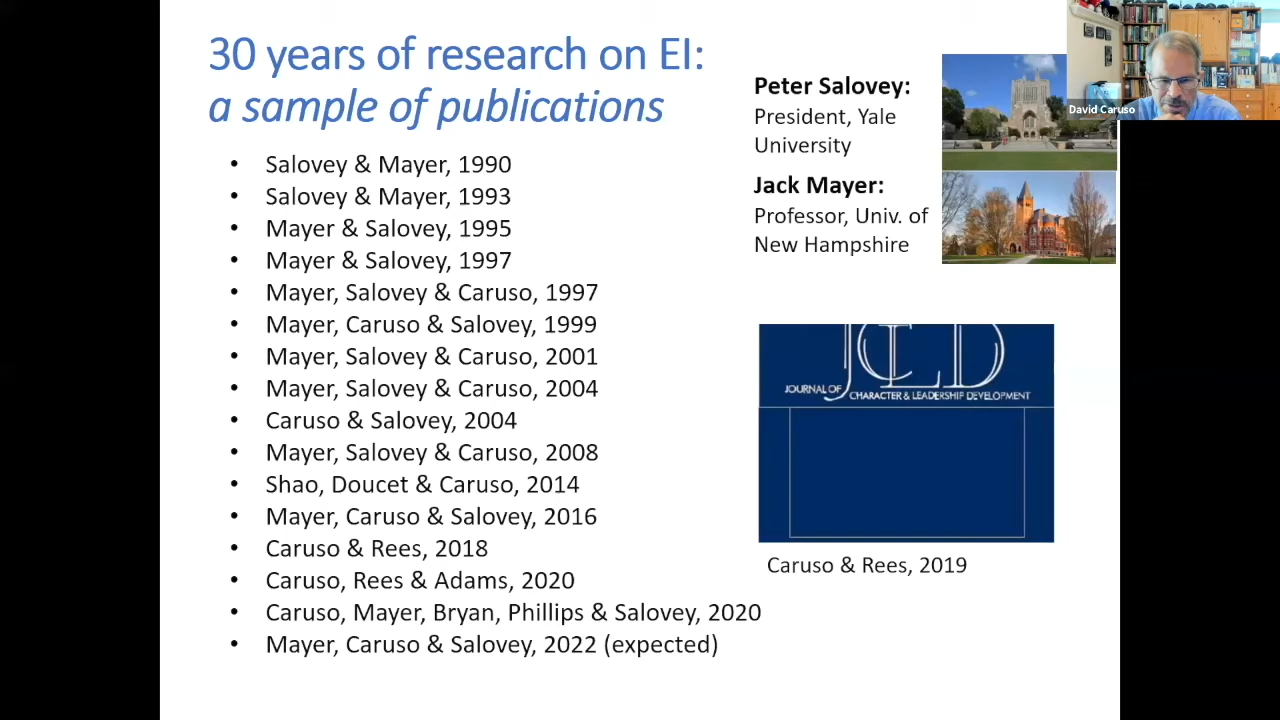 30 years of research on EI:
a sample of publications
• Salovey & Mayer, 1990
• Salovey & Mayer, 1993
• Mayer & Salovey, 1995
• Mayer & Salovey, 1997
• Mayer, Salovey & Caruso, 1997
• Mayer, Caruso & Salovey, 1999
• Mayer, Salovey & Caruso, 2001
• Mayer, Salovey & Caruso, 2004
• Caruso & Salovey, 2004
• Mayer, Salovey & Caruso, 2008
• Shao, Doucet & Caruso, 2014
• Mayer, Caruso & Salovey, 2016
• Caruso & Rees, 2018
• Caruso, Rees & Adams, 2020
• Caruso, Mayer, Bryan, Phillips & Salovey, 2020
• Mayer, Caruso & Salovey, 2022 (expected)
Peter Salovey:
President, Yale
University
Jack Mayer:
Professor, Univ. of
New Hampshire
David Caruso
JCLD
JOURNAL OF CHARACTER & LEADERSHIP DEVELOPMENT
Caruso & Rees, 2019